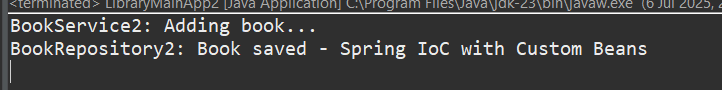 <terminated> LibraryMainApp2 [Java Application] C:\Program Files\Java\jdk-23\bin\javaw.exe (6 Jul 2025, 2
BookService2: Adding book...
BookRepository2: Book saved - Spring IoC with Custom Beans